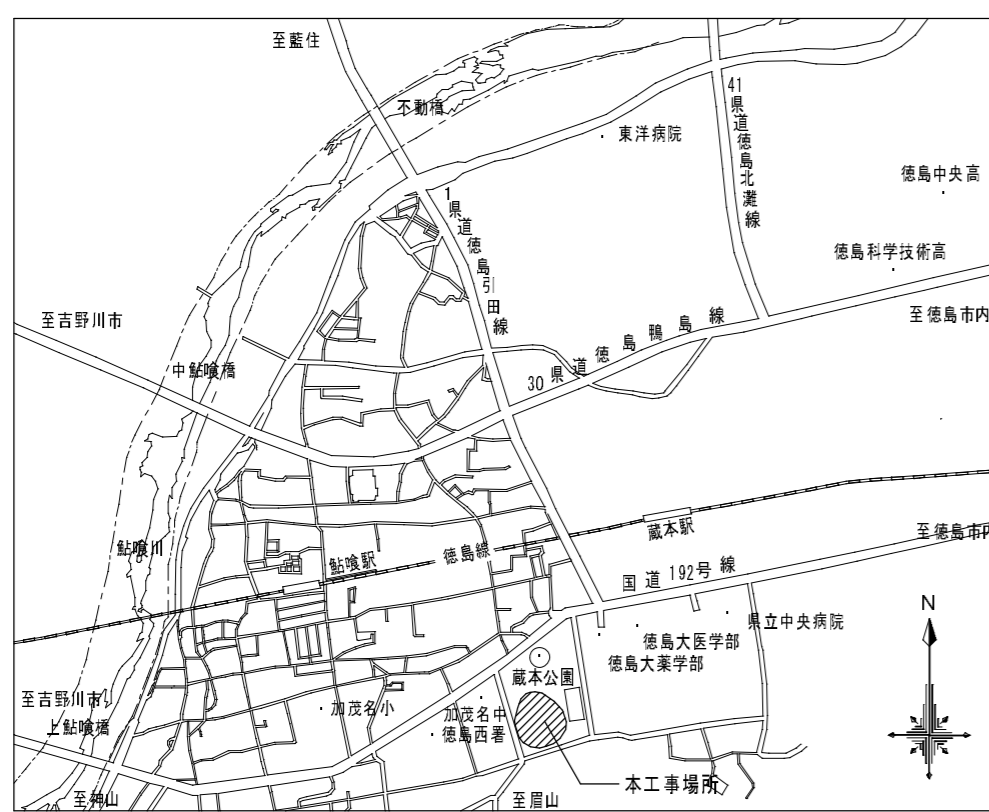 至藍住
不動橋
東洋病院
41
県道徳島北灘線
徳島中央高
1
県道徳島引田線
徳島科学技術高
至徳島市内
至吉野川市
中鮎喰橋
30 県道徳島鴨島線
鮎喰川
鮎喰駅
徳島線
蔵本駅
至徳島市内
国道192号線
N
県立中央病院
徳島大医学部
徳島大薬学部
蔵本公園
至吉野川市
上鮎喰橋
加茂名小
加茂名中
徳島西署
本工事場所
至神山
至眉山